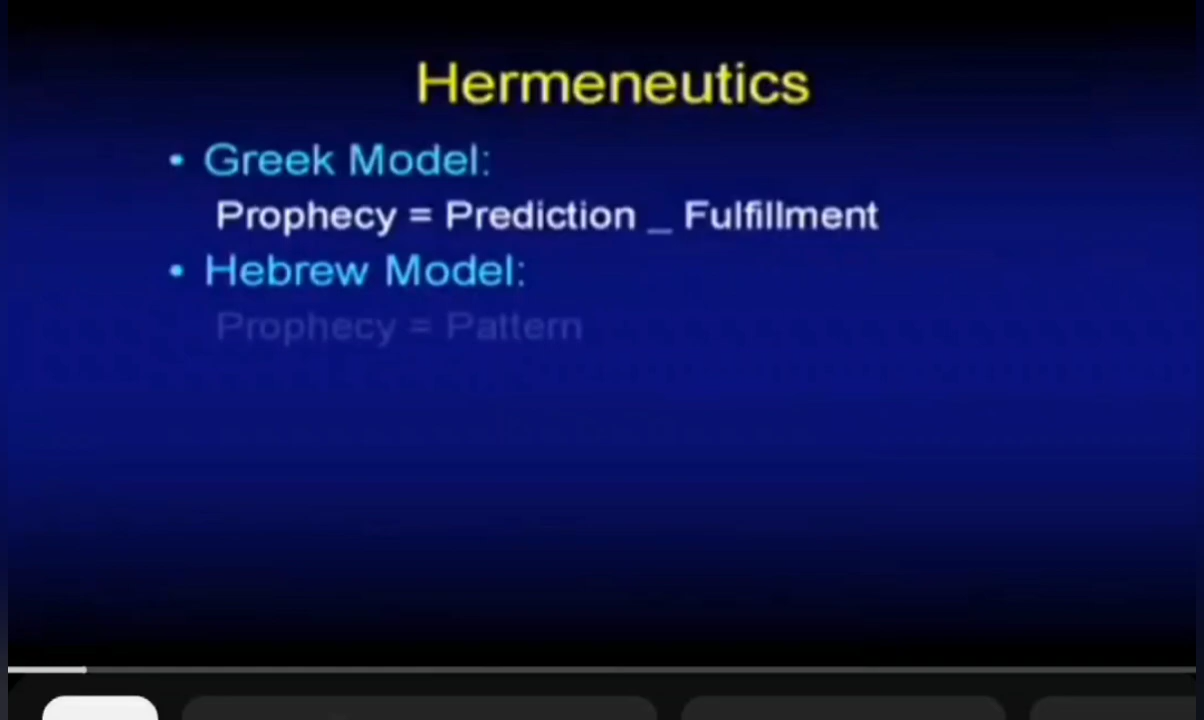 Hermeneutics
• Greek Model:
Prophecy = Prediction _ Fulfillment
• Hebrew Model:
Prophecy = Pattern